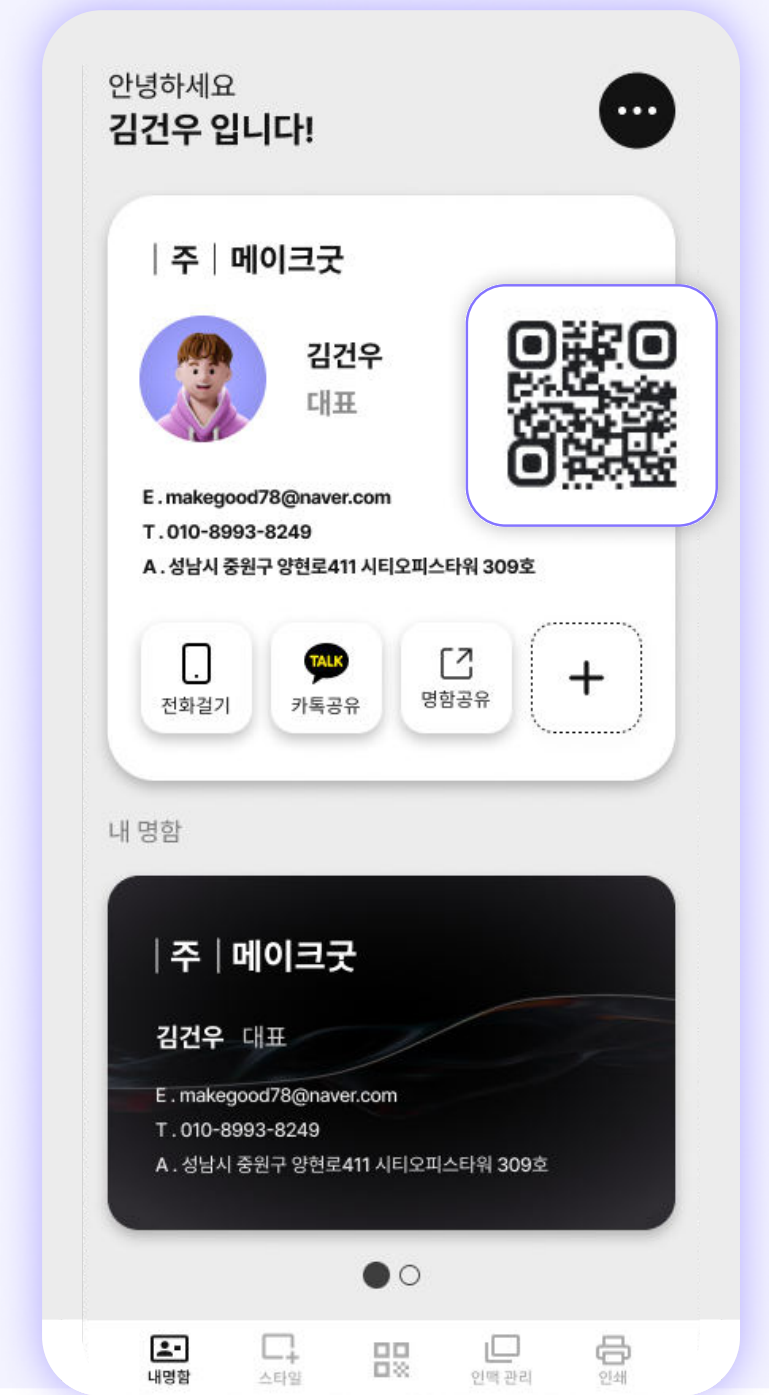 안녕하세요
김건우 입니다!
｜주｜메이크굿
김건우
대표
E . makegood78@naver.com
T . 010-8993-8249
A . 성남시 중원구 양현로411 시티오피스타워 309호
전화걸기
TALK
카톡공유
명함공유
내 명함
｜주｜메이크굿
김건우 대표
E . makegood78@naver.com
T . 010-8993-8249
A . 성남시 중원구 양현로411 시티오피스타워 309호
내명함
스타일
인맥 관리
인쇄